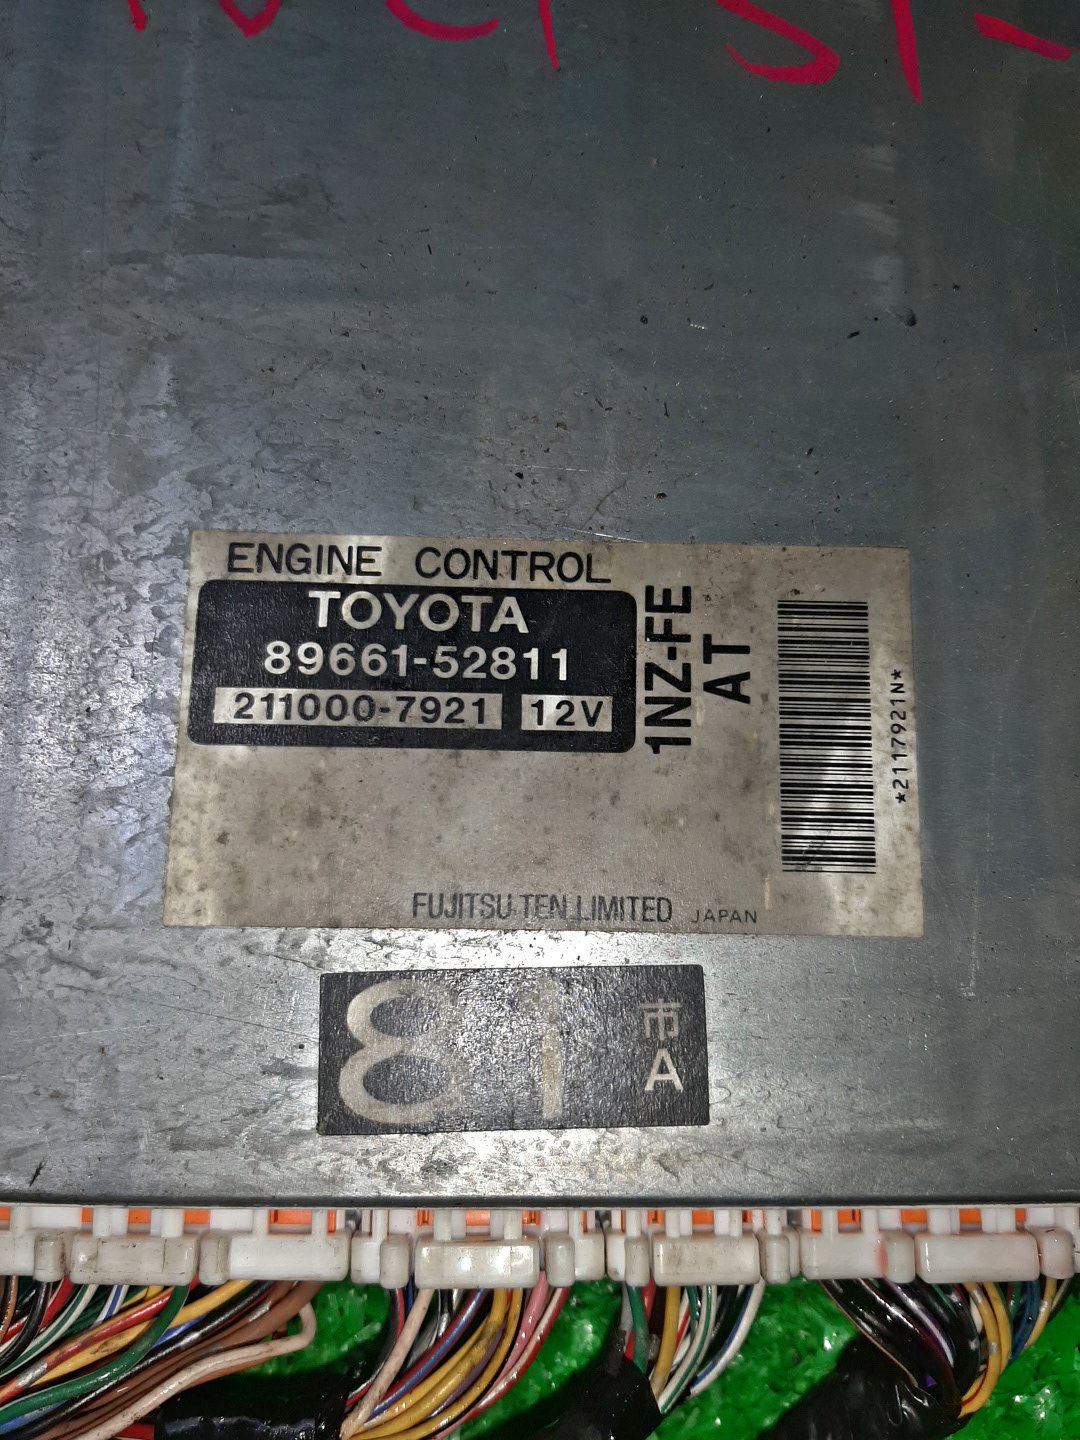 ENGINE CONTROL
TOYOTA
89661-52811
211000-7921 12V
1NZ-FE
AT
*2117921N*
FUJITSU TEN LIMITED JAPAN
81
市
A